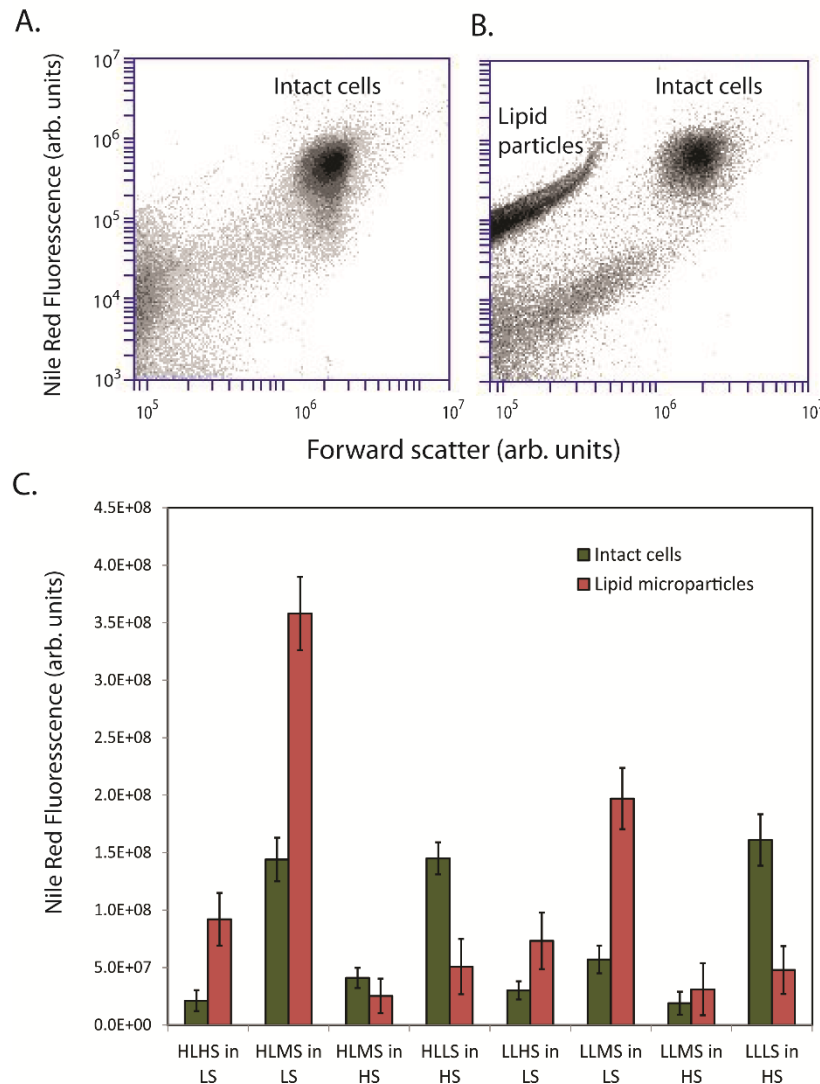 A.
B.
Nile Red Fluorescence (arb. units)
10^7
10^6
10^5
10^4
10^3
Intact cells
Intact cells
Lipid
particles
10^5
10^6
10^7
10^5
10^6
10^7
Forward scatter (arb. units)
C.
Nile Red Fluorescence (arb. units)
4.5E+08
4.0E+08
3.5E+08
3.0E+08
2.5E+08
2.0E+08
1.5E+08
1.0E+08
5.0E+07
0.0E+00
Intact cells
Lipid microparticles
HLHS in HLMS in HLMS in HLLS in LLHS in LLMS in LLMS in LLLS in
LS LS HS HS LS LS HS HS